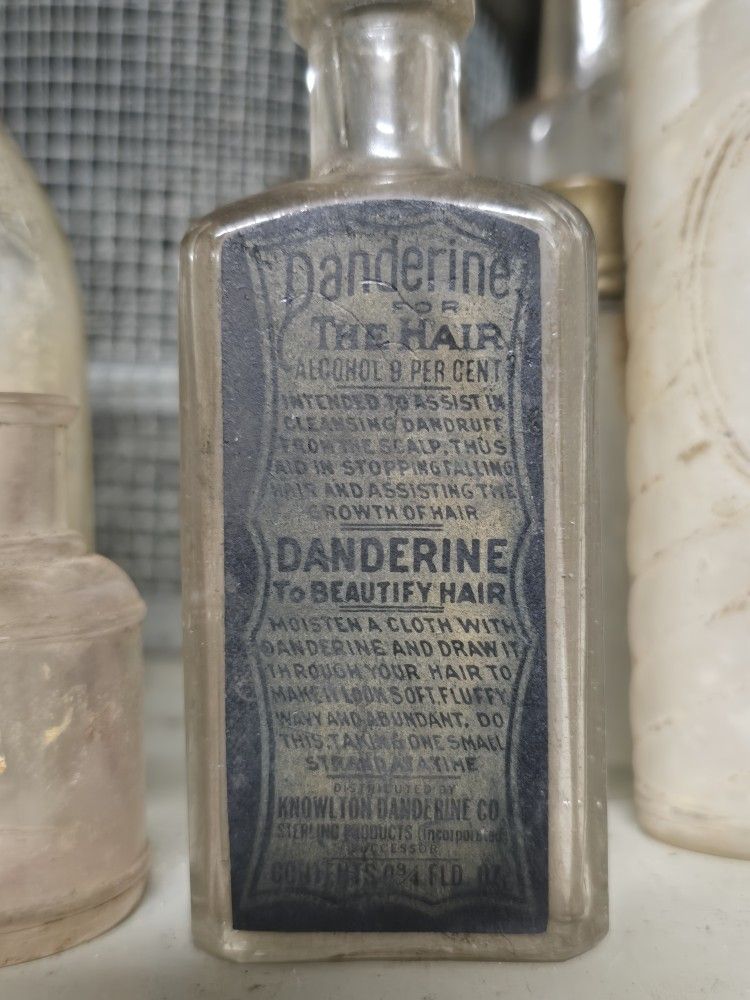 Danderine
FOR
THE HAIR
ALCOHOL 9 PER CENT
INTENDED TO ASSIST IN
CLEANSING DANDRUFF
FROM THE SCALP, THUS
AID IN STOPPING FALLING
HAIR AND ASSISTING THE
GROWTH OF HAIR
DANDERINE
TO BEAUTIFY HAIR
MOISTEN A CLOTH WITH
DANDERINE AND DRAW IT
THROUGH YOUR HAIR TO
MAKE IT LOOK SOFT, FLUFFY
WAVY AND ABUNDANT. DO
THIS, TAKING ONE SMALL
STRAND AT A TIME
DISTRIBUTED BY
KNOWLTON DANDERINE CO.
STERLING PRODUCTS (Incorporated)
SUCCESSOR
CONTENTS FLD. OZ.